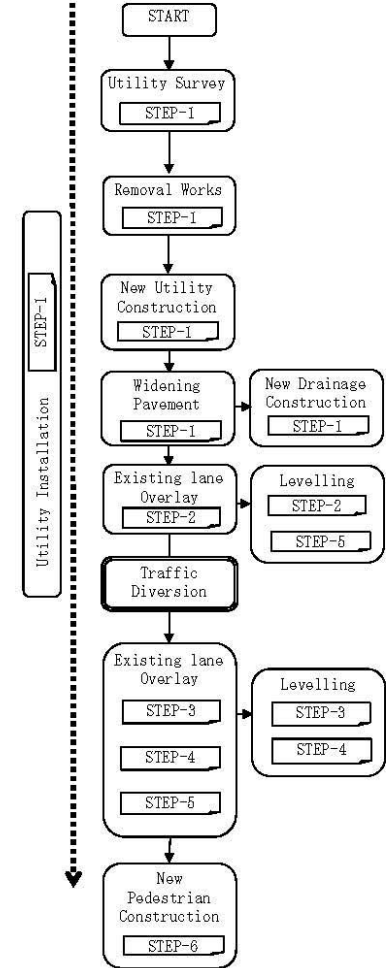 START
Utility Survey
STEP-1
Removal Works
STEP-1
New Utility
Construction
STEP-1
Widening
Pavement
STEP-1
New Drainage
Construction
STEP-1
Existing lane
Overlay
STEP-2
Levelling
STEP-2
STEP-5
Traffic
Diversion
Existing lane
Overlay
STEP-3
STEP-4
STEP-5
Levelling
STEP-3
STEP-4
New
Pedestrian
Construction
STEP-6
Utility Installation
STEP-1